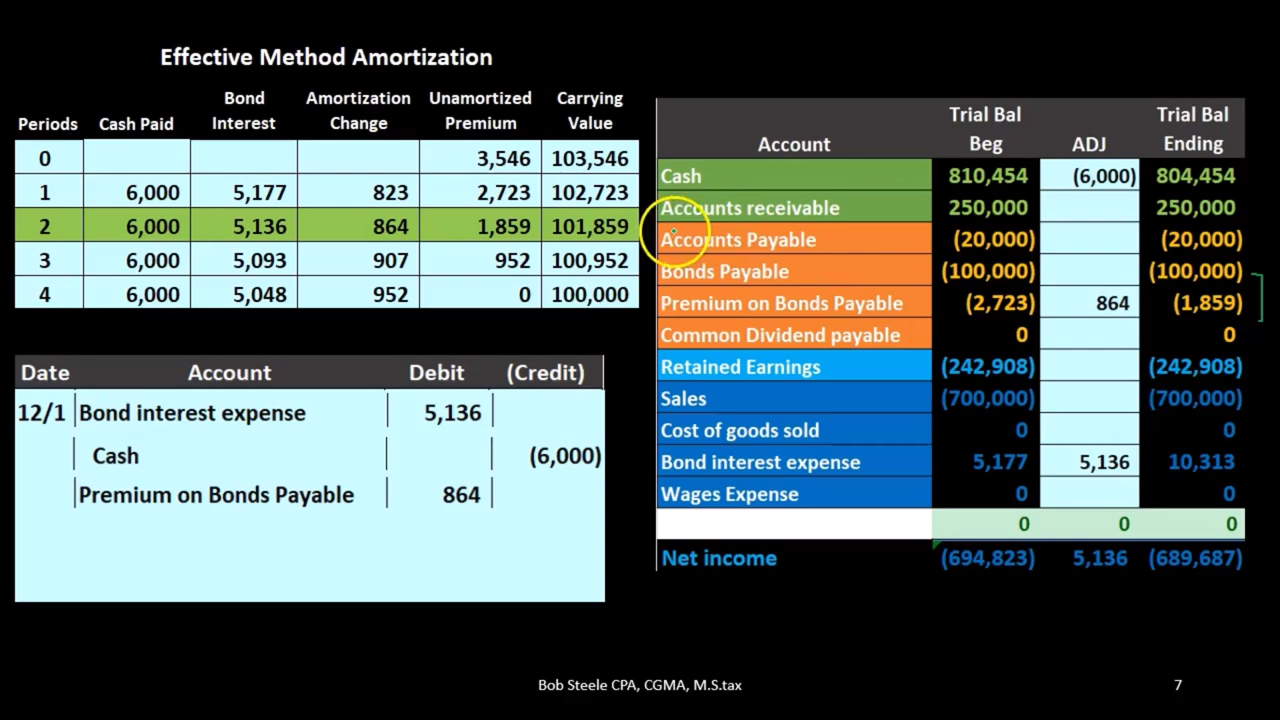 Effective Method Amortization
Periods Cash Paid Bond Interest Amortization Change Unamortized Premium Carrying Value
0 3,546 103,546
1 6,000 5,177 823 2,723 102,723
2 6,000 5,136 864 1,859 101,859
3 6,000 5,093 907 952 100,952
4 6,000 5,048 952 0 100,000
Date Account Debit (Credit)
12/1 Bond interest expense 5,136
Cash (6,000)
Premium on Bonds Payable 864
Account Trial Bal Beg ADJ Trial Bal Ending
Cash 810,454 (6,000) 804,454
Accounts receivable 250,000 250,000
Accounts Payable (20,000) (20,000)
Bonds Payable (100,000) (100,000)
Premium on Bonds Payable (2,723) 864 (1,859)
Common Dividend payable 0 0
Retained Earnings (242,908) (242,908)
Sales (700,000) (700,000)
Cost of goods sold 0 0
Bond interest expense 5,177 5,136 10,313
Wages Expense 0 0
0 0 0
Net income (694,823) 5,136 (689,687)
Bob Steele CPA, CGMA, M.S.tax 7